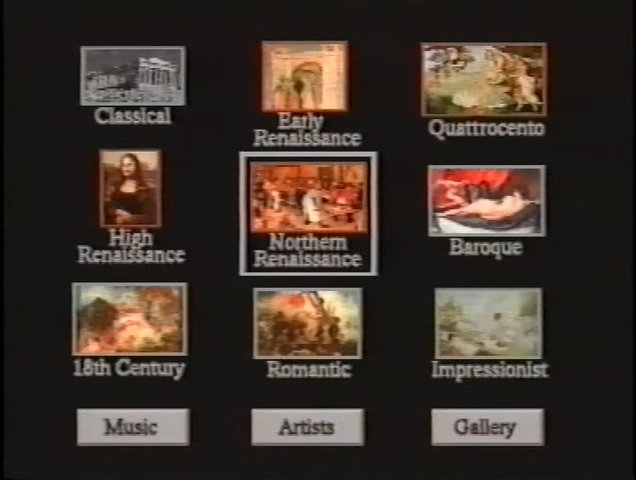 Classical
Early
Renaissance
Quattrocento
High
Renaissance
Northern
Renaissance
Baroque
18th Century
Romantic
Impressionist
Music
Artists
Gallery